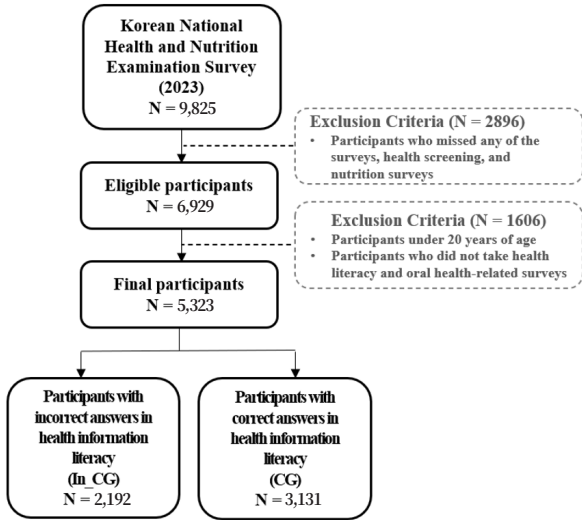 Korean National
Health and Nutrition
Examination Survey
(2023)
N = 9,825
Exclusion Criteria (N = 2896)
• Participants who missed any of the
surveys, health screening, and
nutrition surveys
Eligible participants
N = 6,929
Exclusion Criteria (N = 1606)
• Participants under 20 years of age
• Participants who did not take health
literacy and oral health-related surveys
Final participants
N = 5,323
Participants with
incorrect answers in
health information
literacy
(In_CG)
N = 2,192
Participants with
correct answers in
health information
literacy
(CG)
N = 3,131